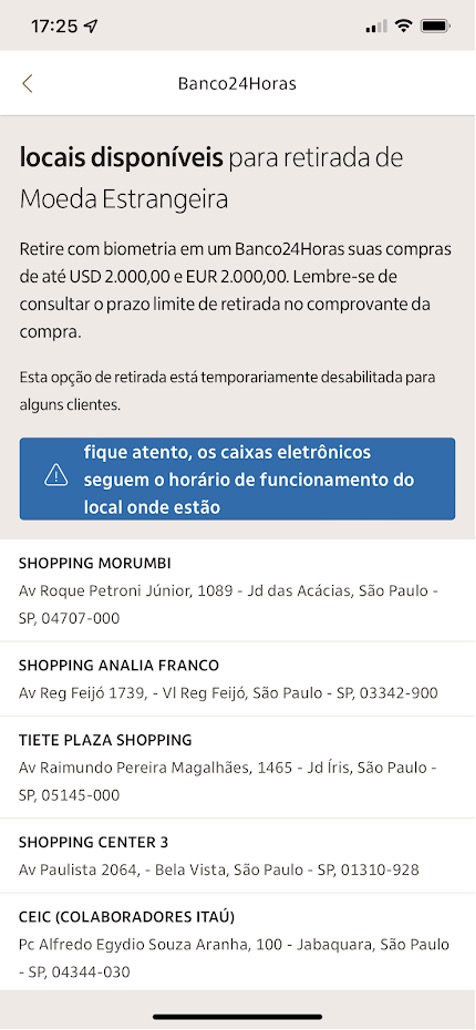 17:25
Banco24Horas
locais disponíveis para retirada de
Moeda Estrangeira
Retire com biometria em um Banco24Horas suas compras
de até USD 2.000,00 e EUR 2.000,00. Lembre-se de
consultar o prazo limite de retirada no comprovante da
compra.
Esta opção de retirada está temporariamente desabilitada para
alguns clientes.
fique atento, os caixas eletrônicos
seguem o horário de funcionamento do
local onde estão
SHOPPING MORUMBI
Av Roque Petroni Júnior, 1089 - Jd das Acácias, São Paulo -
SP, 04707-000
SHOPPING ANALIA FRANCO
Av Reg Feijó 1739, - Vl Reg Feijó, São Paulo - SP, 03342-900
TIETE PLAZA SHOPPING
Av Raimundo Pereira Magalhães, 1465 - Jd Íris, São Paulo -
SP, 05145-000
SHOPPING CENTER 3
Av Paulista 2064, - Bela Vista, São Paulo - SP, 01310-928
CEIC (COLABORADORES ITAÚ)
Pc Alfredo Egydio Souza Aranha, 100 - Jabaquara, São Paulo
- SP, 04344-030